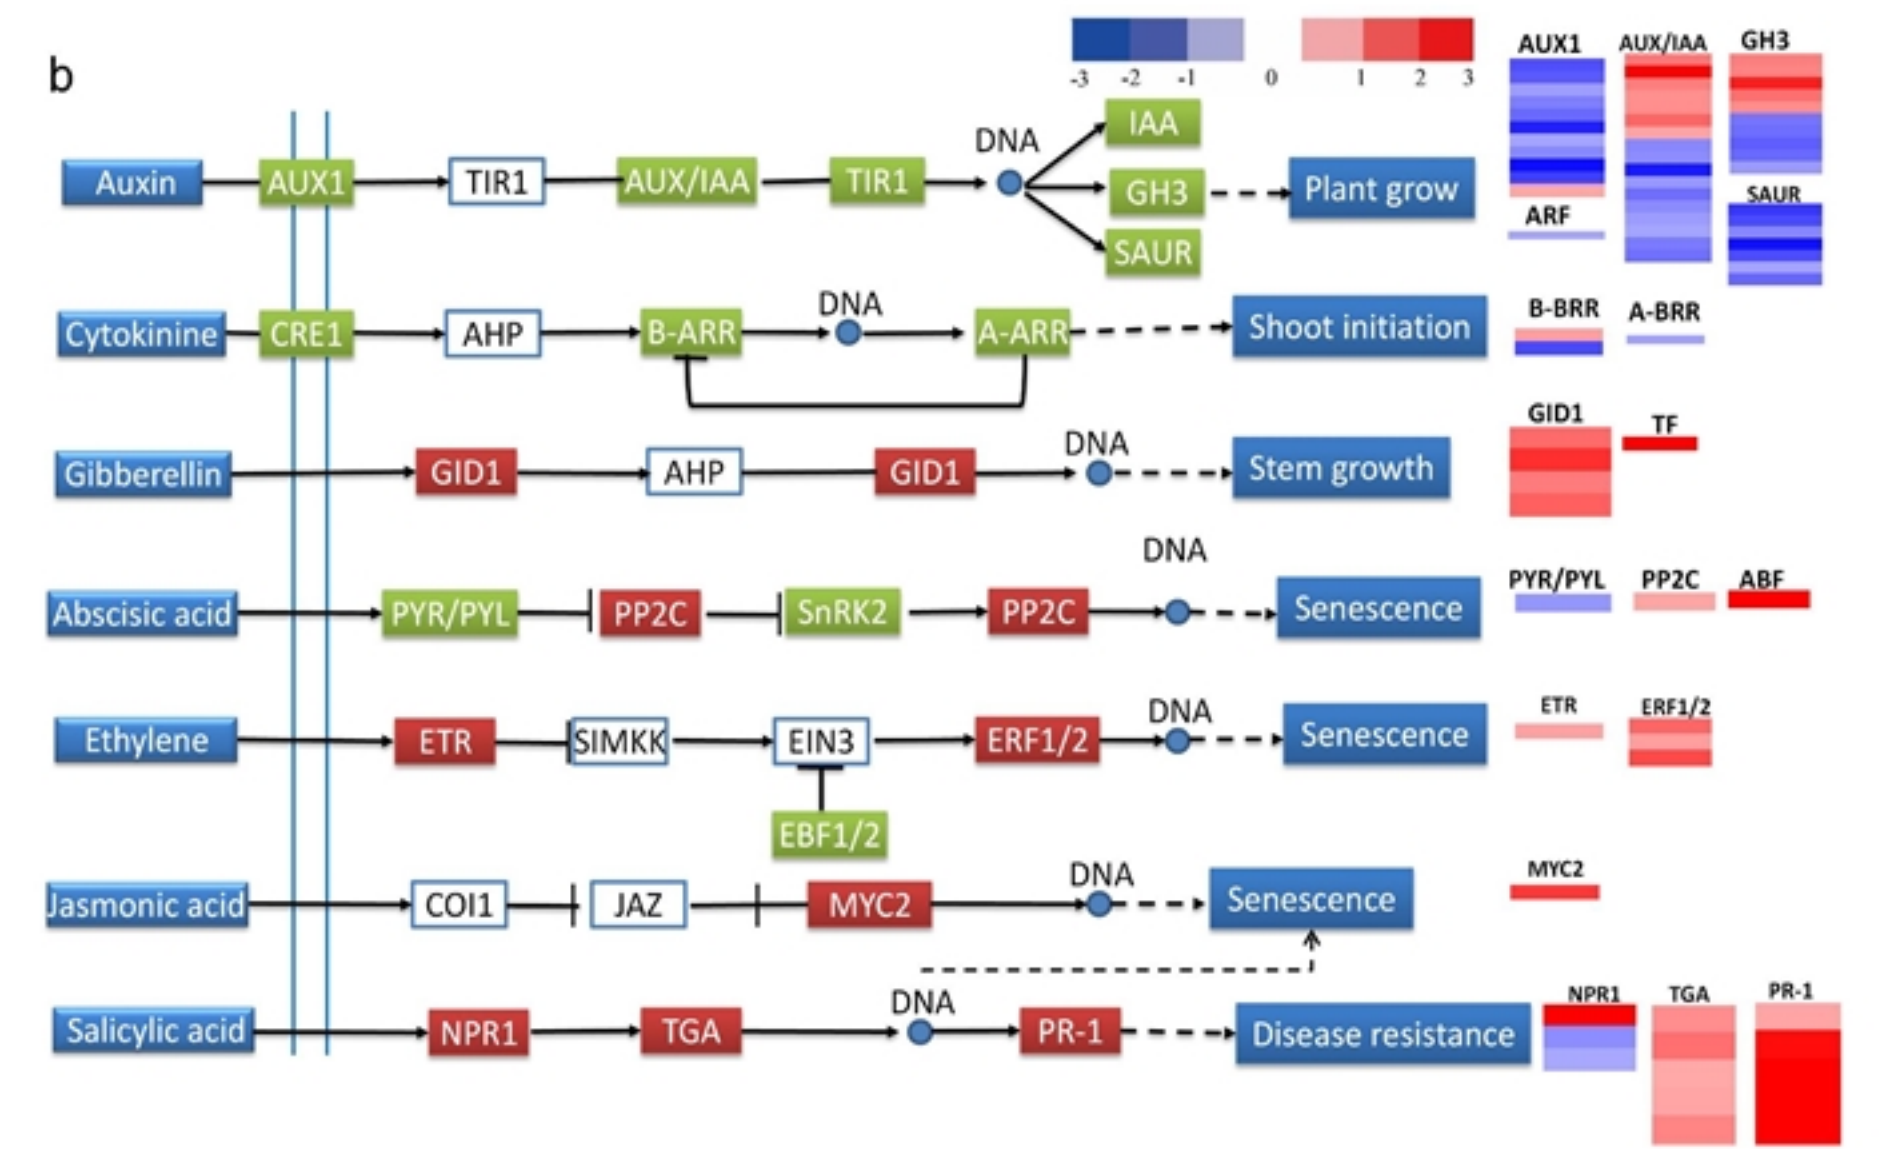 b
-3 -2 -1 0 1 2 3
AUX1 AUX/IAA GH3
DNA
IAA
Auxin AUX1 TIR1 AUX/IAA TIR1 GH3 Plant grow
SAUR
SAUR
ARF
DNA
Cytokinine CRE1 AHP B-ARR A-ARR Shoot initiation
B-BRR A-BRR
DNA
Gibberellin GID1 AHP GID1 Stem growth
GID1 TF
DNA
Abscisic acid PYR/PYL PP2C SnRK2 PP2C Senescence
PYR/PYL PP2C ABF
DNA
Ethylene ETR SIMKK EIN3 ERF1/2 Senescence
ETR ERF1/2
EBF1/2
DNA
Jasmonic acid COI1 JAZ MYC2 Senescence
MYC2
DNA
Salicylic acid NPR1 TGA PR-1 Disease resistance
NPR1 TGA PR-1